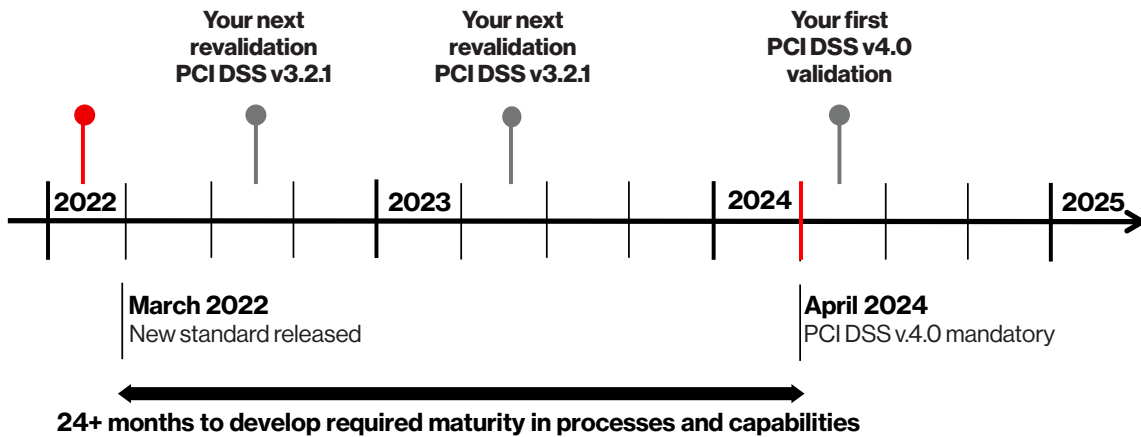 Your next
revalidation
PCI DSS v3.2.1
Your next
revalidation
PCI DSS v3.2.1
Your first
PCI DSS v4.0
validation
2022
2023
2024
2025
March 2022
New standard released
April 2024
PCI DSS v.4.0 mandatory
24+ months to develop required maturity in processes and capabilities